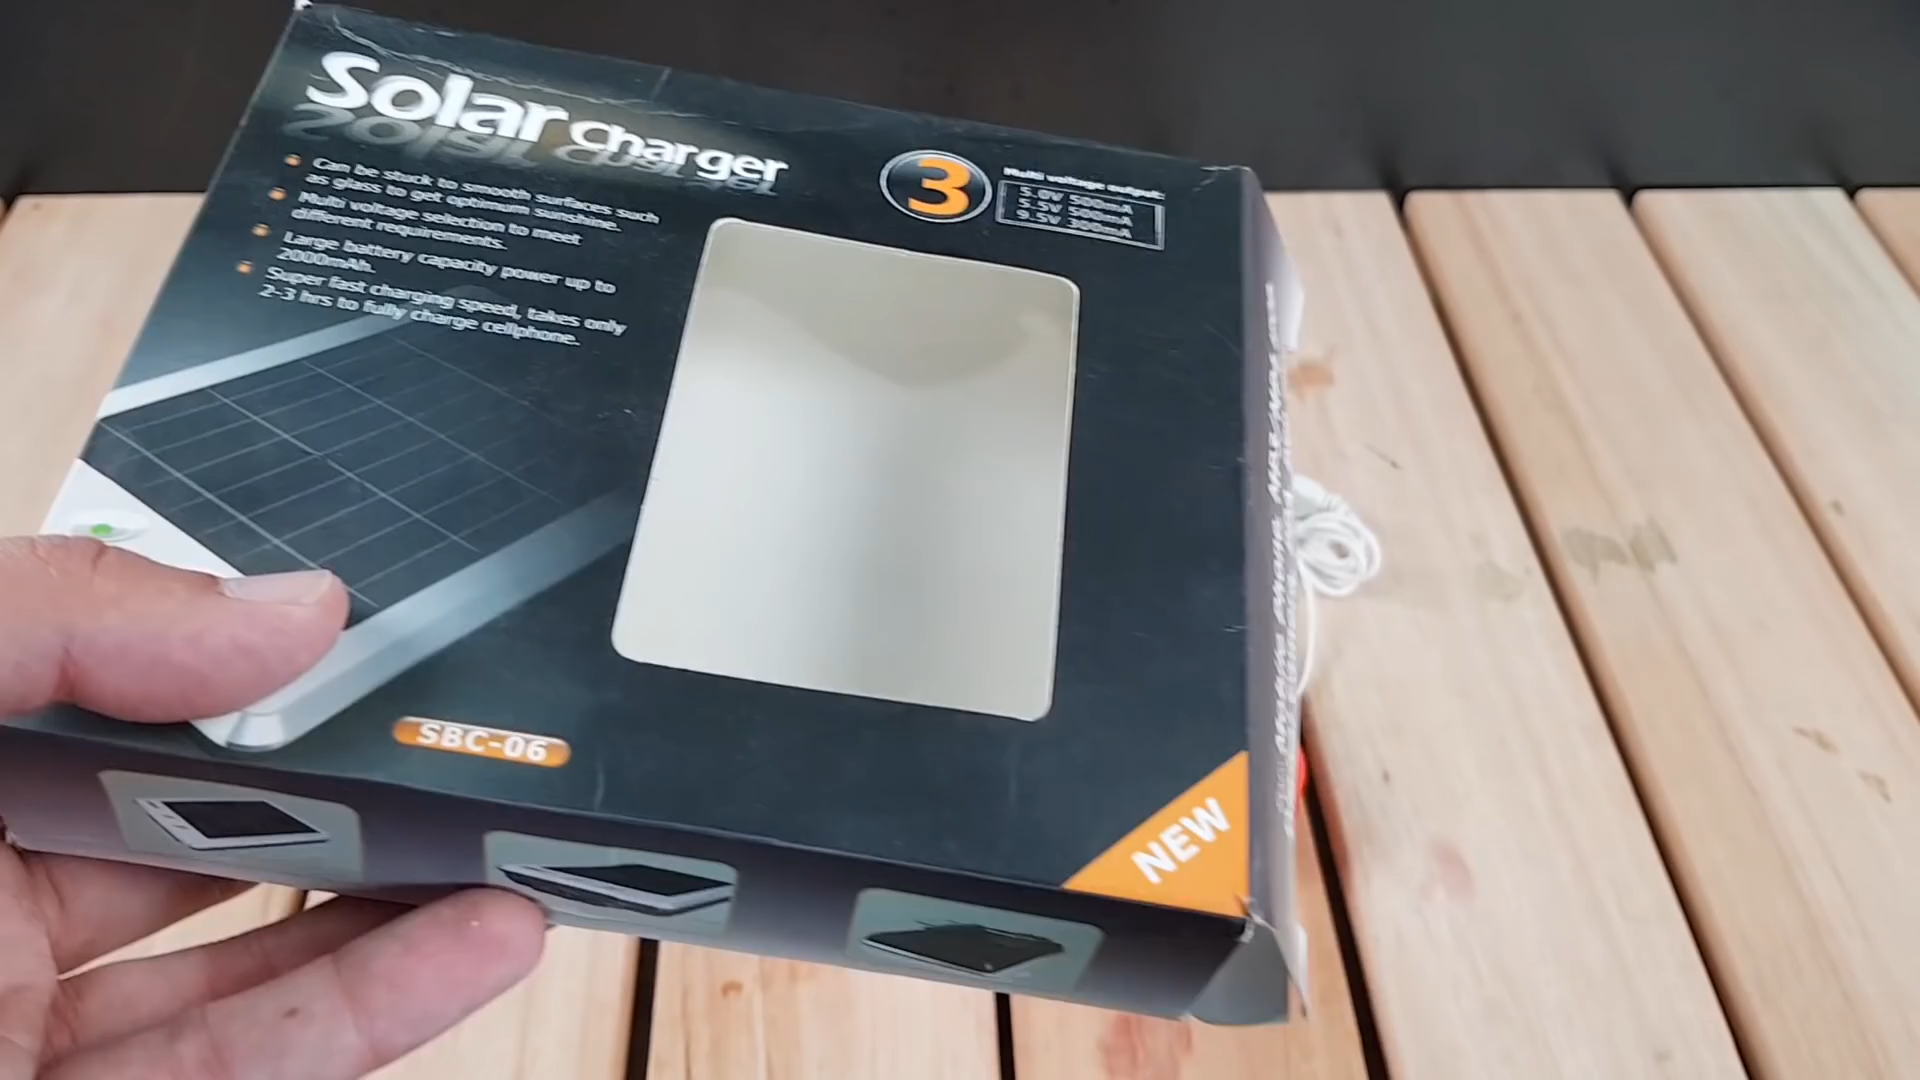 Solar charger
Can be stuck to smooth surfaces such
as glass to get optimum sunshine.
Multi voltage selection to meet
different requirements.
Large battery capacity power up to
2000mAh.
Super fast charging speed, takes only
2-3 hrs to fully charge cellphone.
3
Multi voltage output:
5.0V 500mA
5.5V 500mA
9.5V 300mA
SBC-06
NEW